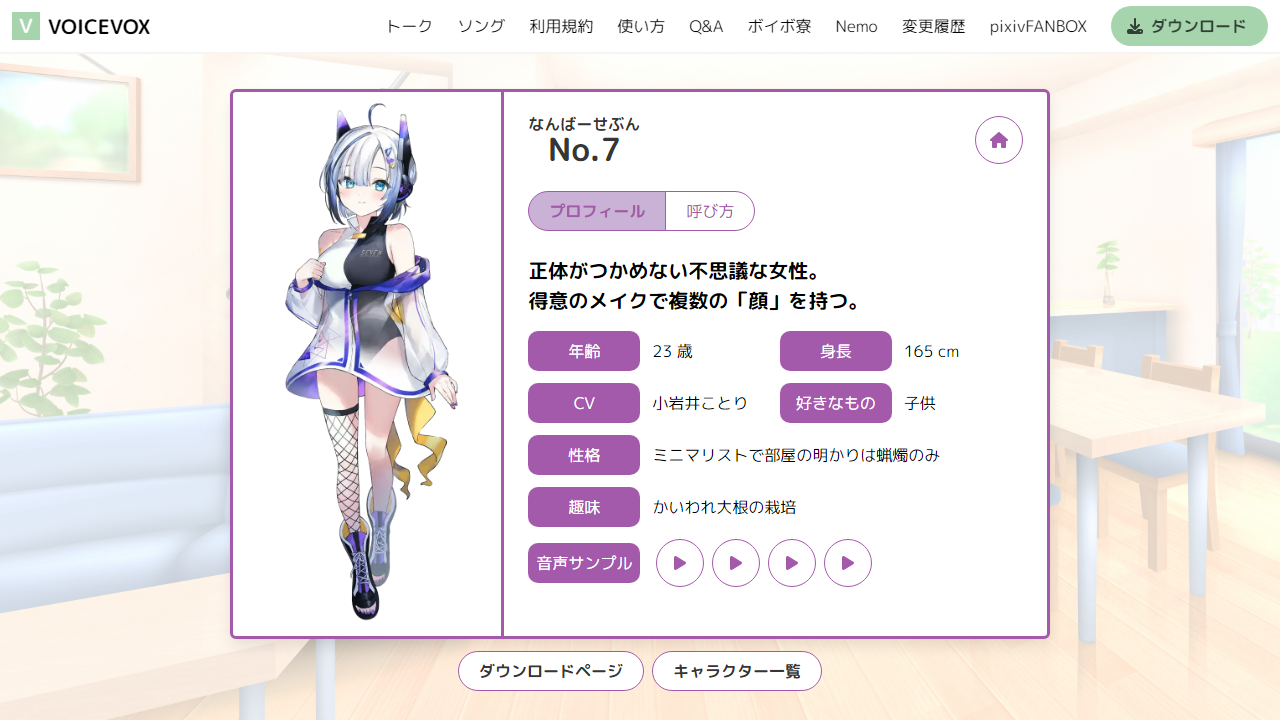 V VOICEVOX トーク ソング 利用規約 使い方 Q&A ボイボ寮 Nemo 変更履歴 pixivFANBOX ダウンロード
なんばーせぶん
No.7
プロフィール 呼び方
正体がつかめない不思議な女性。
得意のメイクで複数の「顔」を持つ。
年齢 23 歳 身長 165 cm
CV 小岩井ことり 好きなもの 子供
性格 ミニマリストで部屋の明かりは蝋燭のみ
趣味 かいわれ大根の栽培
音声サンプル
SEVEN
ダウンロードページ キャラクター一覧